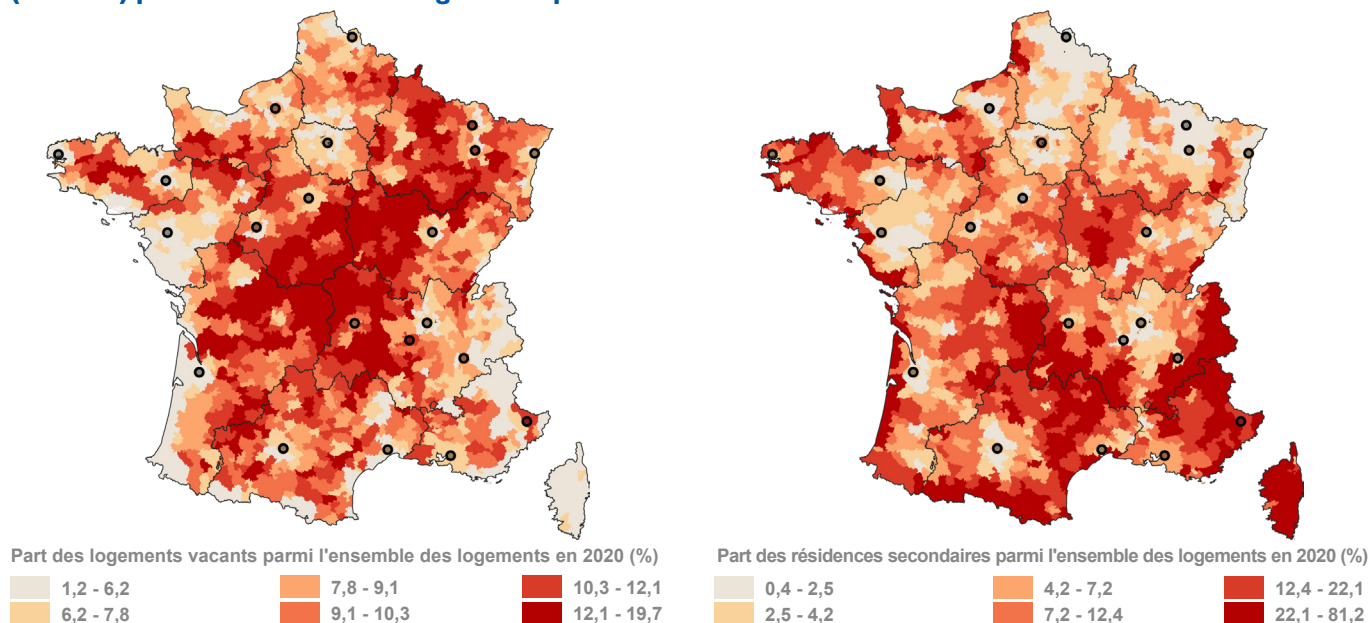 Part des logements vacants parmi l'ensemble des logements en 2020 (%)
1,2 - 6,2
7,8 - 9,1
10,3 - 12,1
6,2 - 7,8
9,1 - 10,3
12,1 - 19,7
Part des résidences secondaires parmi l'ensemble des logements en 2020 (%)
0,4 - 2,5
4,2 - 7,2
12,4 - 22,1
2,5 - 4,2
7,2 - 12,4
22,1 - 81,2